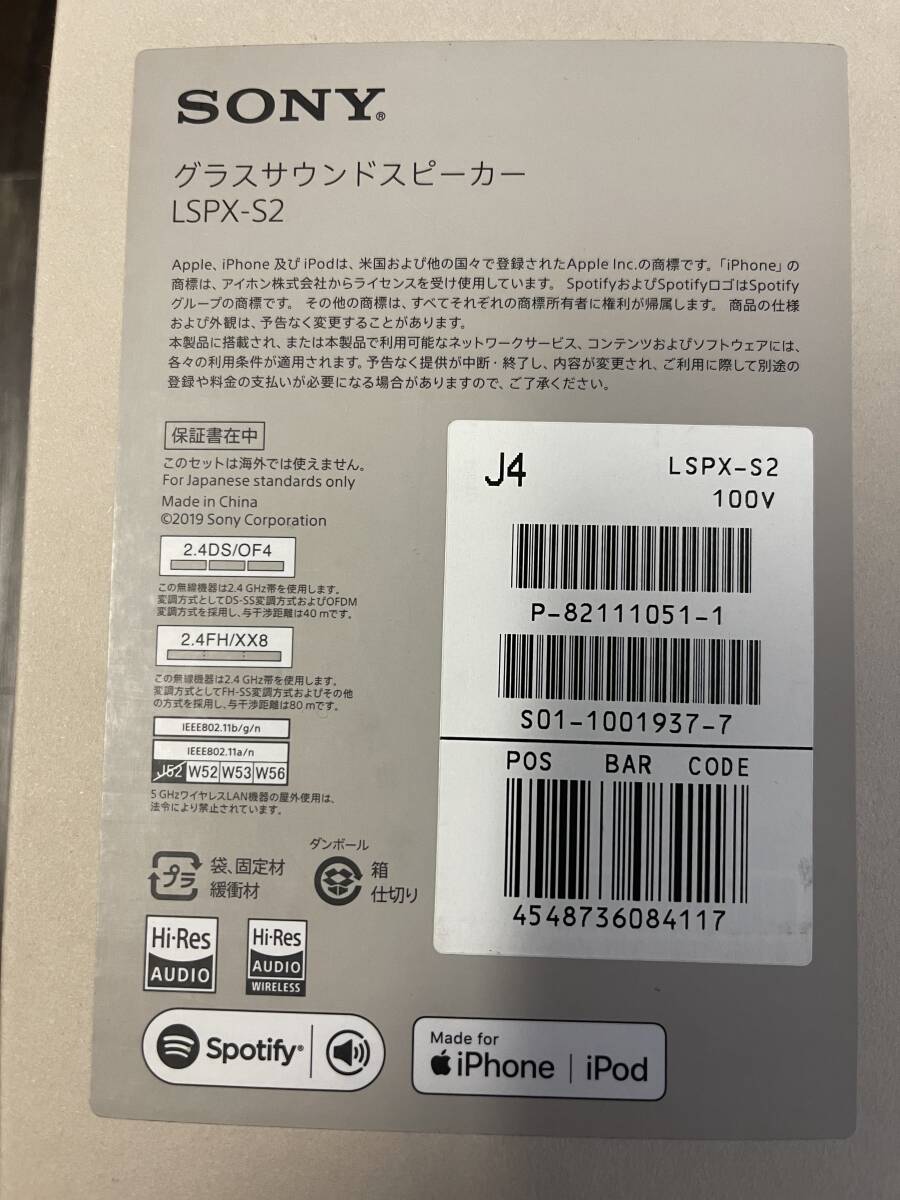 SONY®
グラスサウンドスピーカー
LSPX-S2
Apple、iPhone 及び iPodは、米国および他の国々で登録されたApple Inc.の商標です。「iPhone」の
商標は、アイホン株式会社からライセンスを受け使用しています。 SpotifyおよびSpotifyロゴはSpotify
グループの商標です。 その他の商標は、すべてそれぞれの商標所有者に権利が帰属します。 商品の仕様
および外観は、予告なく変更することがあります。
本製品に搭載され、または本製品で利用可能なネットワークサービス、コンテンツおよびソフトウェアには、
各々の利用条件が適用されます。予告なく提供が中断・終了し、内容が変更され、ご利用に際して別途の
登録や料金の支払いが必要になる場合がありますので、ご了承ください。
保証書在中
このセットは海外では使えません。
For Japanese standards only
Made in China
©2019 Sony Corporation
2.4DS/OF4
この無線機器は2.4 GHz帯を使用します。
変調方式としてDS-SS変調方式およびOFDM
変調方式を採用し、与干渉距離は40 mです。
2.4FH/XX8
この無線機器は2.4 GHz帯を使用します。
変調方式としてFH-SS変調方式およびその他
の方式を採用し、与干渉距離は80 mです。
IEEE802.11b/g/n
IEEE802.11a/n
J52 W52 W53 W56
5 GHzワイヤレスLAN機器の屋外使用は、
法令により禁止されています。
プラ
袋、固定材
緩衝材
ダンボール
箱
仕切り
Hi-Res
AUDIO
Hi-Res
AUDIO
WIRELESS
Spotify®
Made for
iPhone | iPod
J4
LSPX-S2
100V
P-82111051-1
S01-1001937-7
POS BAR CODE
4548736084117